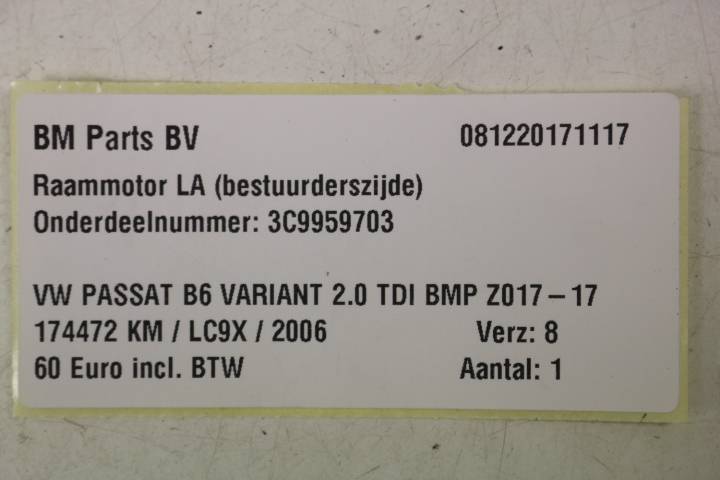 BM Parts BV 081220171117
Raammotor LA (bestuurderszijde)
Onderdeelnummer: 3C9959703
VW PASSAT B6 VARIANT 2.0 TDI BMP Z017-17
174472 KM / LC9X / 2006 Verz: 8
60 Euro incl. BTW Aantal: 1